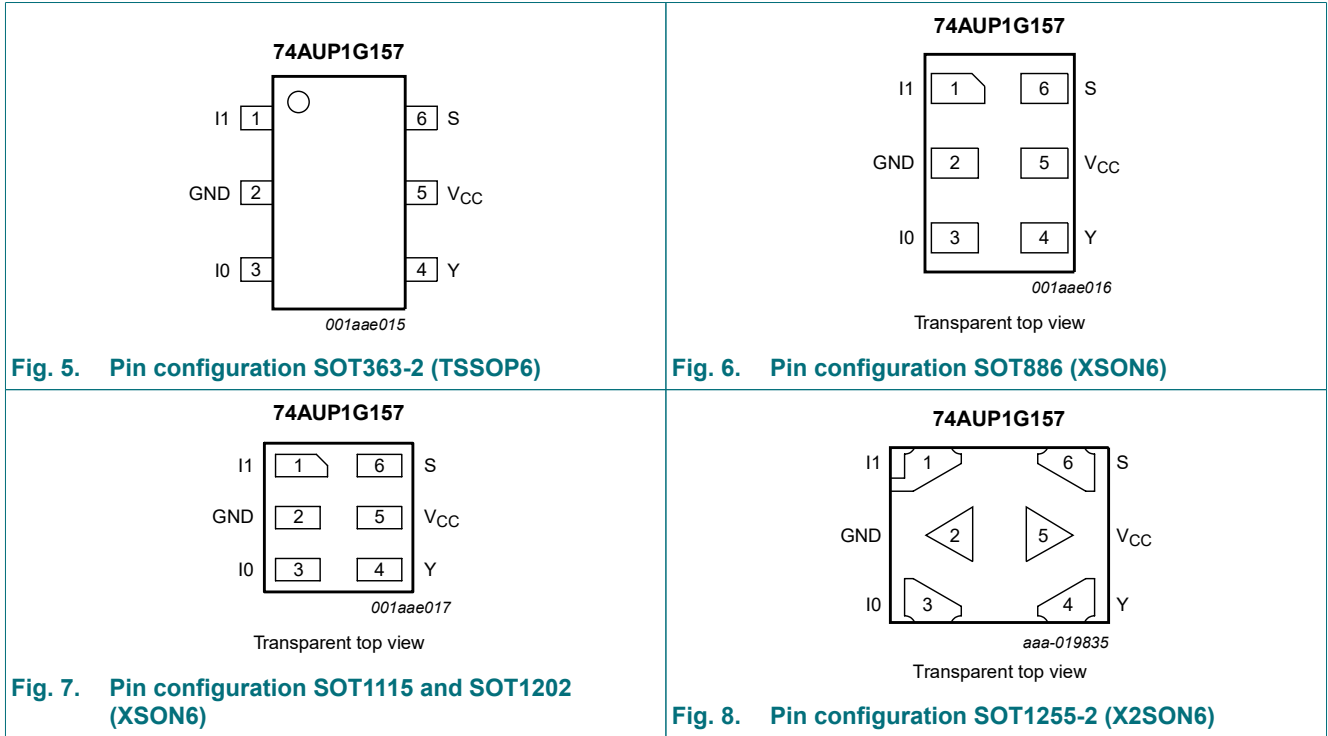 74AUP1G157
I1 1 6 S
GND 2 5 VCC
I0 3 4 Y
001aae015
Fig. 5. Pin configuration SOT363-2 (TSSOP6)
74AUP1G157
I1 1 6 S
GND 2 5 VCC
I0 3 4 Y
001aae016
Transparent top view
Fig. 6. Pin configuration SOT886 (XSON6)
74AUP1G157
I1 1 6 S
GND 2 5 VCC
I0 3 4 Y
001aae017
Transparent top view
Fig. 7. Pin configuration SOT1115 and SOT1202
(XSON6)
74AUP1G157
I1 1 6 S
GND 2 5 VCC
I0 3 4 Y
aaa-019835
Transparent top view
Fig. 8. Pin configuration SOT1255-2 (X2SON6)